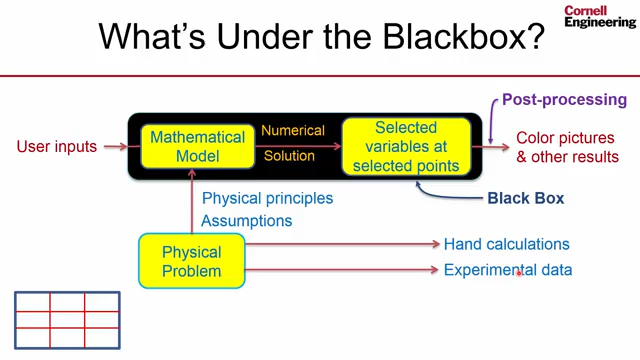 Cornell
Engineering
What's Under the Blackbox?
Post-processing
User inputs
Mathematical
Model
Numerical
Solution
Selected
variables at
selected points
Color pictures
& other results
Physical principles
Assumptions
Black Box
Physical
Problem
Hand calculations
Experimental data